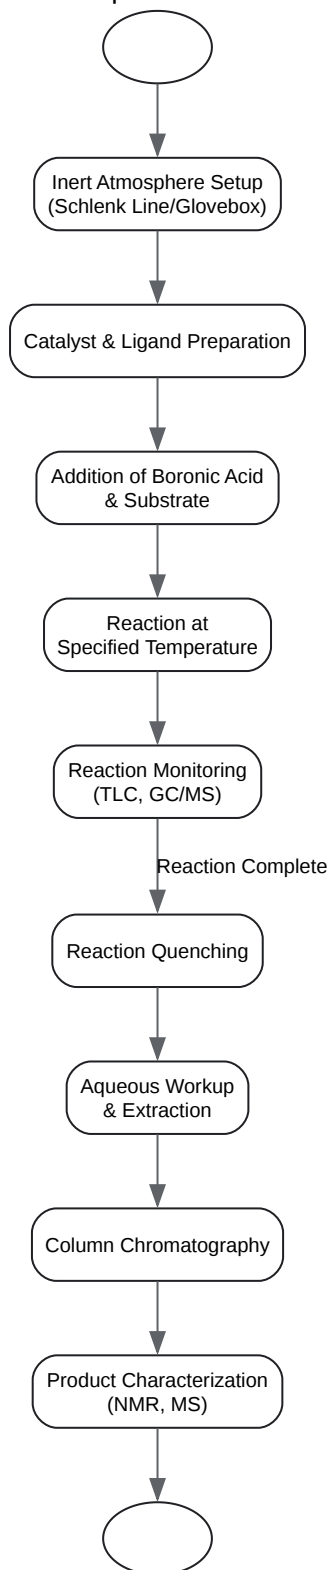 Inert Atmosphere Setup
(Schlenk Line/Glovebox)
Catalyst & Ligand Preparation
Addition of Boronic Acid
& Substrate
Reaction at
Specified Temperature
Reaction Monitoring
(TLC, GC/MS)
Reaction Complete
Reaction Quenching
Aqueous Workup
& Extraction
Column Chromatography
Product Characterization
(NMR, MS)